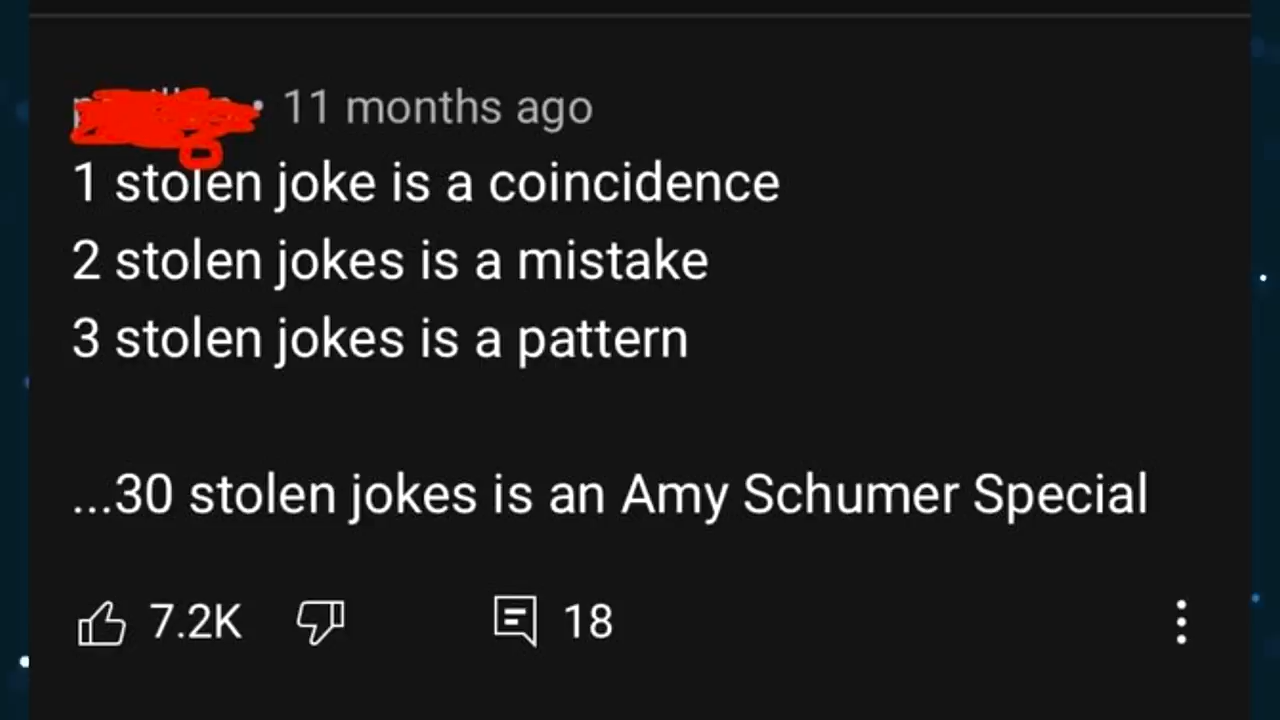 11 months ago
1 stolen joke is a coincidence
2 stolen jokes is a mistake
3 stolen jokes is a pattern
...30 stolen jokes is an Amy Schumer Special
7.2K 18